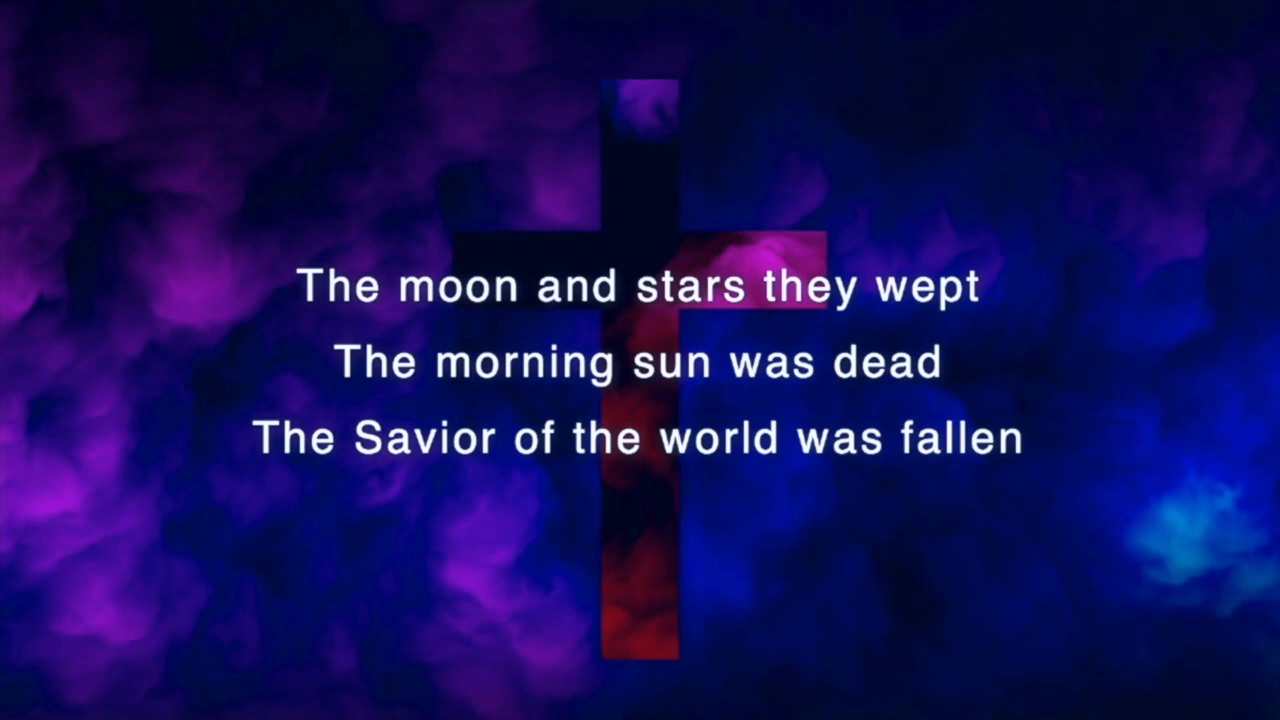 The moon and stars they wept
The morning sun was dead
The Savior of the world was fallen